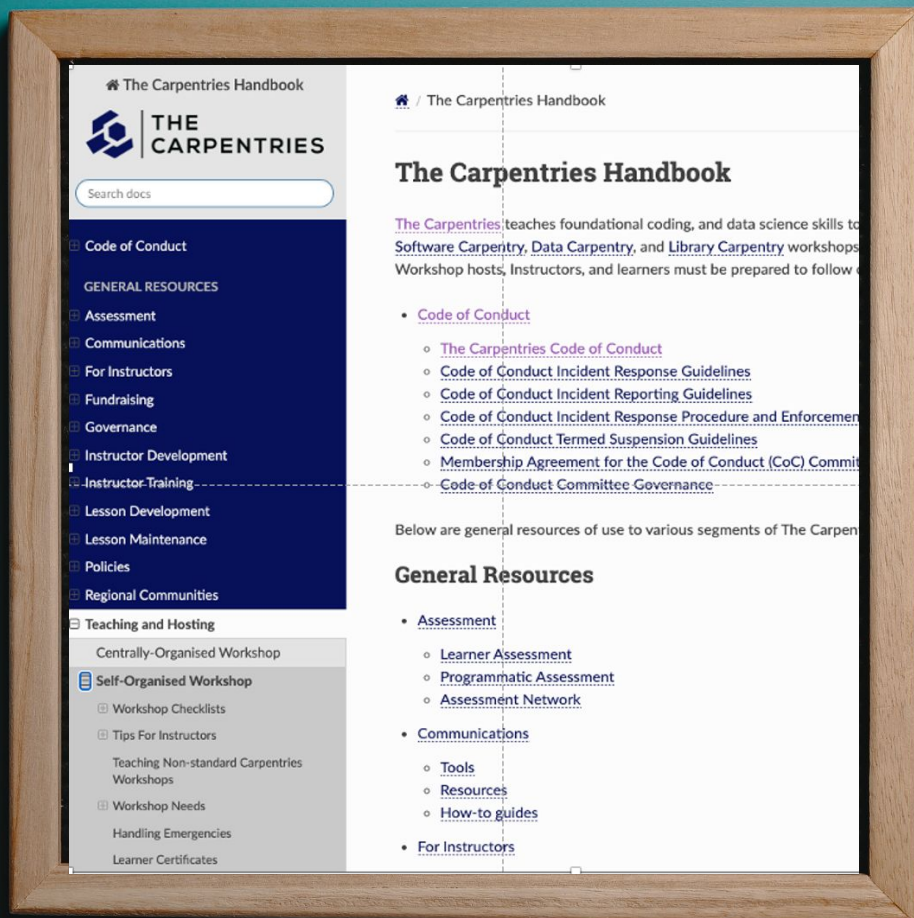 The Carpentries Handbook
THE
CARPENTRIES
Search docs
Code of Conduct
GENERAL RESOURCES
Assessment
Communications
For Instructors
Fundraising
Governance
Instructor Development
Instructor Training
Lesson Development
Lesson Maintenance
Policies
Regional Communities
Teaching and Hosting
Centrally-Organised Workshop
Self-Organised Workshop
Workshop Checklists
Tips For Instructors
Teaching Non-standard Carpentries
Workshops
Workshop Needs
Handling Emergencies
Learner Certificates
/ The Carpentries Handbook
The Carpentries Handbook
The Carpentries teaches foundational coding, and data science skills to
Software Carpentry, Data Carpentry, and Library Carpentry workshops
Workshop hosts, Instructors, and learners must be prepared to follow
Code of Conduct
The Carpentries Code of Conduct
Code of Conduct Incident Response Guidelines
Code of Conduct Incident Reporting Guidelines
Code of Conduct Incident Response Procedure and Enforcemen
Code of Conduct Termed Suspension Guidelines
Membership Agreement for the Code of Conduct (CoC) Commit
Code of Conduct Committee Governance
Below are general resources of use to various segments of The Carpen
General Resources
Assessment
Learner Assessment
Programmatic Assessment
Assessment Network
Communications
Tools
Resources
How-to guides
For Instructors